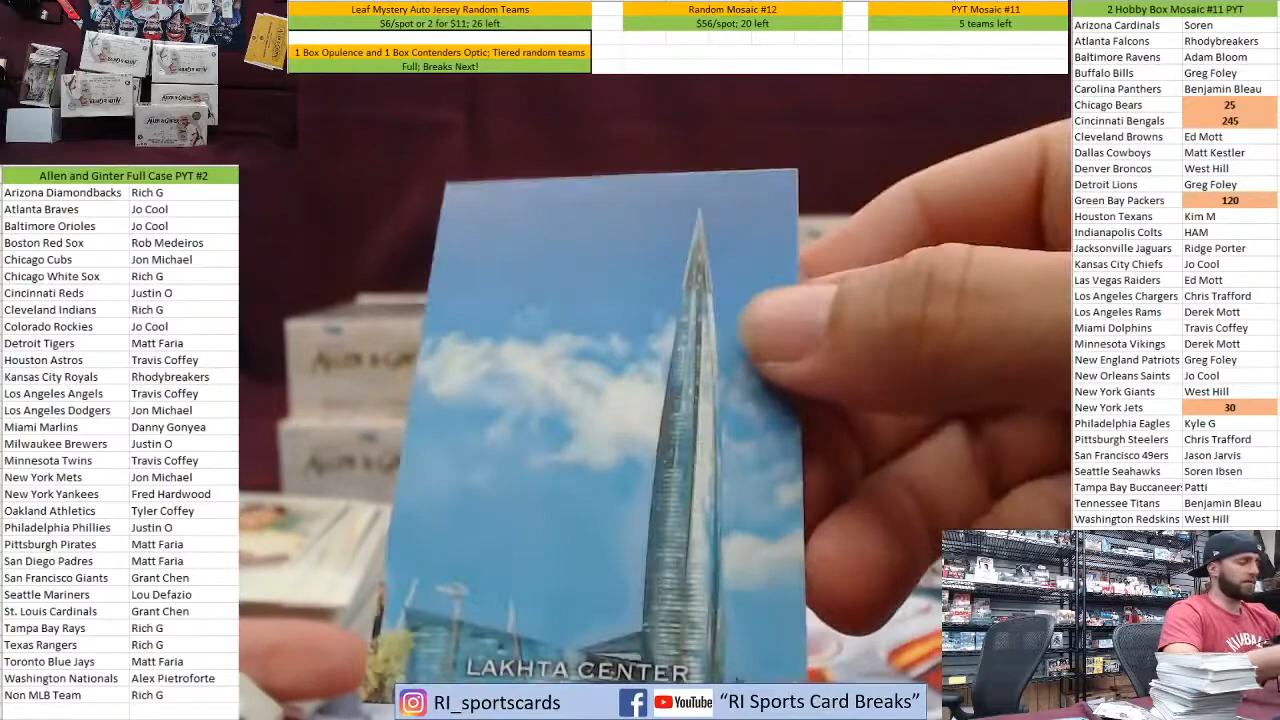 Leaf Mystery Auto Jersey Random Teams
$6/spot or 2 for $11; 26 left
1 Box Opulence and 1 Box Contenders Optic; Tiered random teams
Full; Breaks Next!
Random Mosaic #12
$56/spot; 20 left
PYT Mosaic #11
5 teams left
2 Hobby Box Mosaic #11 PYT
Arizona Cardinals Soren
Atlanta Falcons Rhodybreakers
Baltimore Ravens Adam Bloom
Buffalo Bills Greg Foley
Carolina Panthers Benjamin Bleau
Chicago Bears 25
Cincinnati Bengals 245
Cleveland Browns Ed Mott
Dallas Cowboys Matt Kestler
Denver Broncos West Hill
Detroit Lions Greg Foley
Green Bay Packers 120
Houston Texans Kim M
Indianapolis Colts HAM
Jacksonville Jaguars Ridge Porter
Kansas City Chiefs Jo Cool
Las Vegas Raiders Ed Mott
Los Angeles Chargers Chris Trafford
Los Angeles Rams Derek Mott
Miami Dolphins Travis Coffey
Minnesota Vikings Derek Mott
New England Patriots Greg Foley
New Orleans Saints Jo Cool
New York Giants West Hill
New York Jets 30
Philadelphia Eagles Kyle G
Pittsburgh Steelers Chris Trafford
San Francisco 49ers Jason Jarvis
Seattle Seahawks Soren Ibsen
Tampa Bay Buccaneer Patti
Tennessee Titans Benjamin Bleau
Washington Redskins West Hill
Allen and Ginter Full Case PYT #2
Arizona Diamondbacks Rich G
Atlanta Braves Jo Cool
Baltimore Orioles Jo Cool
Boston Red Sox Rob Medeiros
Chicago Cubs Jon Michael
Chicago White Sox Rich G
Cincinnati Reds Justin O
Cleveland Indians Rich G
Colorado Rockies Jo Cool
Detroit Tigers Matt Faria
Houston Astros Travis Coffey
Kansas City Royals Rhodybreakers
Los Angeles Angels Travis Coffey
Los Angeles Dodgers Jon Michael
Miami Marlins Danny Gonyea
Milwaukee Brewers Justin O
Minnesota Twins Travis Coffey
New York Mets Jon Michael
New York Yankees Fred Hardwood
Oakland Athletics Tyler Coffey
Philadelphia Phillies Justin O
Pittsburgh Pirates Matt Faria
San Diego Padres Matt Faria
San Francisco Giants Grant Chen
Seattle Mariners Lou Defazio
St. Louis Cardinals Grant Chen
Tampa Bay Rays Rich G
Texas Rangers Rich G
Toronto Blue Jays Matt Faria
Washington Nationals Alex Pietroforte
Non MLB Team Rich G
LAKHTA CENTER
RI_sportscards
YouTube
"RI Sports Card Breaks"